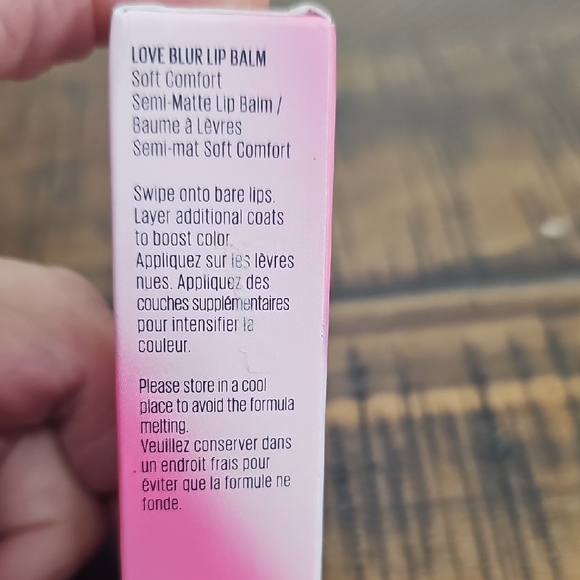 LOVE BLUR LIP BALM
Soft Comfort
Semi-Matte Lip Balm /
Baume à Lèvres
Semi-mat Soft Comfort
Swipe onto bare lips.
Layer additional coats
to boost color.
Appliquez sur les lèvres
nues. Appliquez des
couches supplémentaires
pour intensifier la
couleur.
Please store in a cool
place to avoid the formula
melting.
Veuillez conserver dans
un endroit frais pour
éviter que la formule ne
fonde.